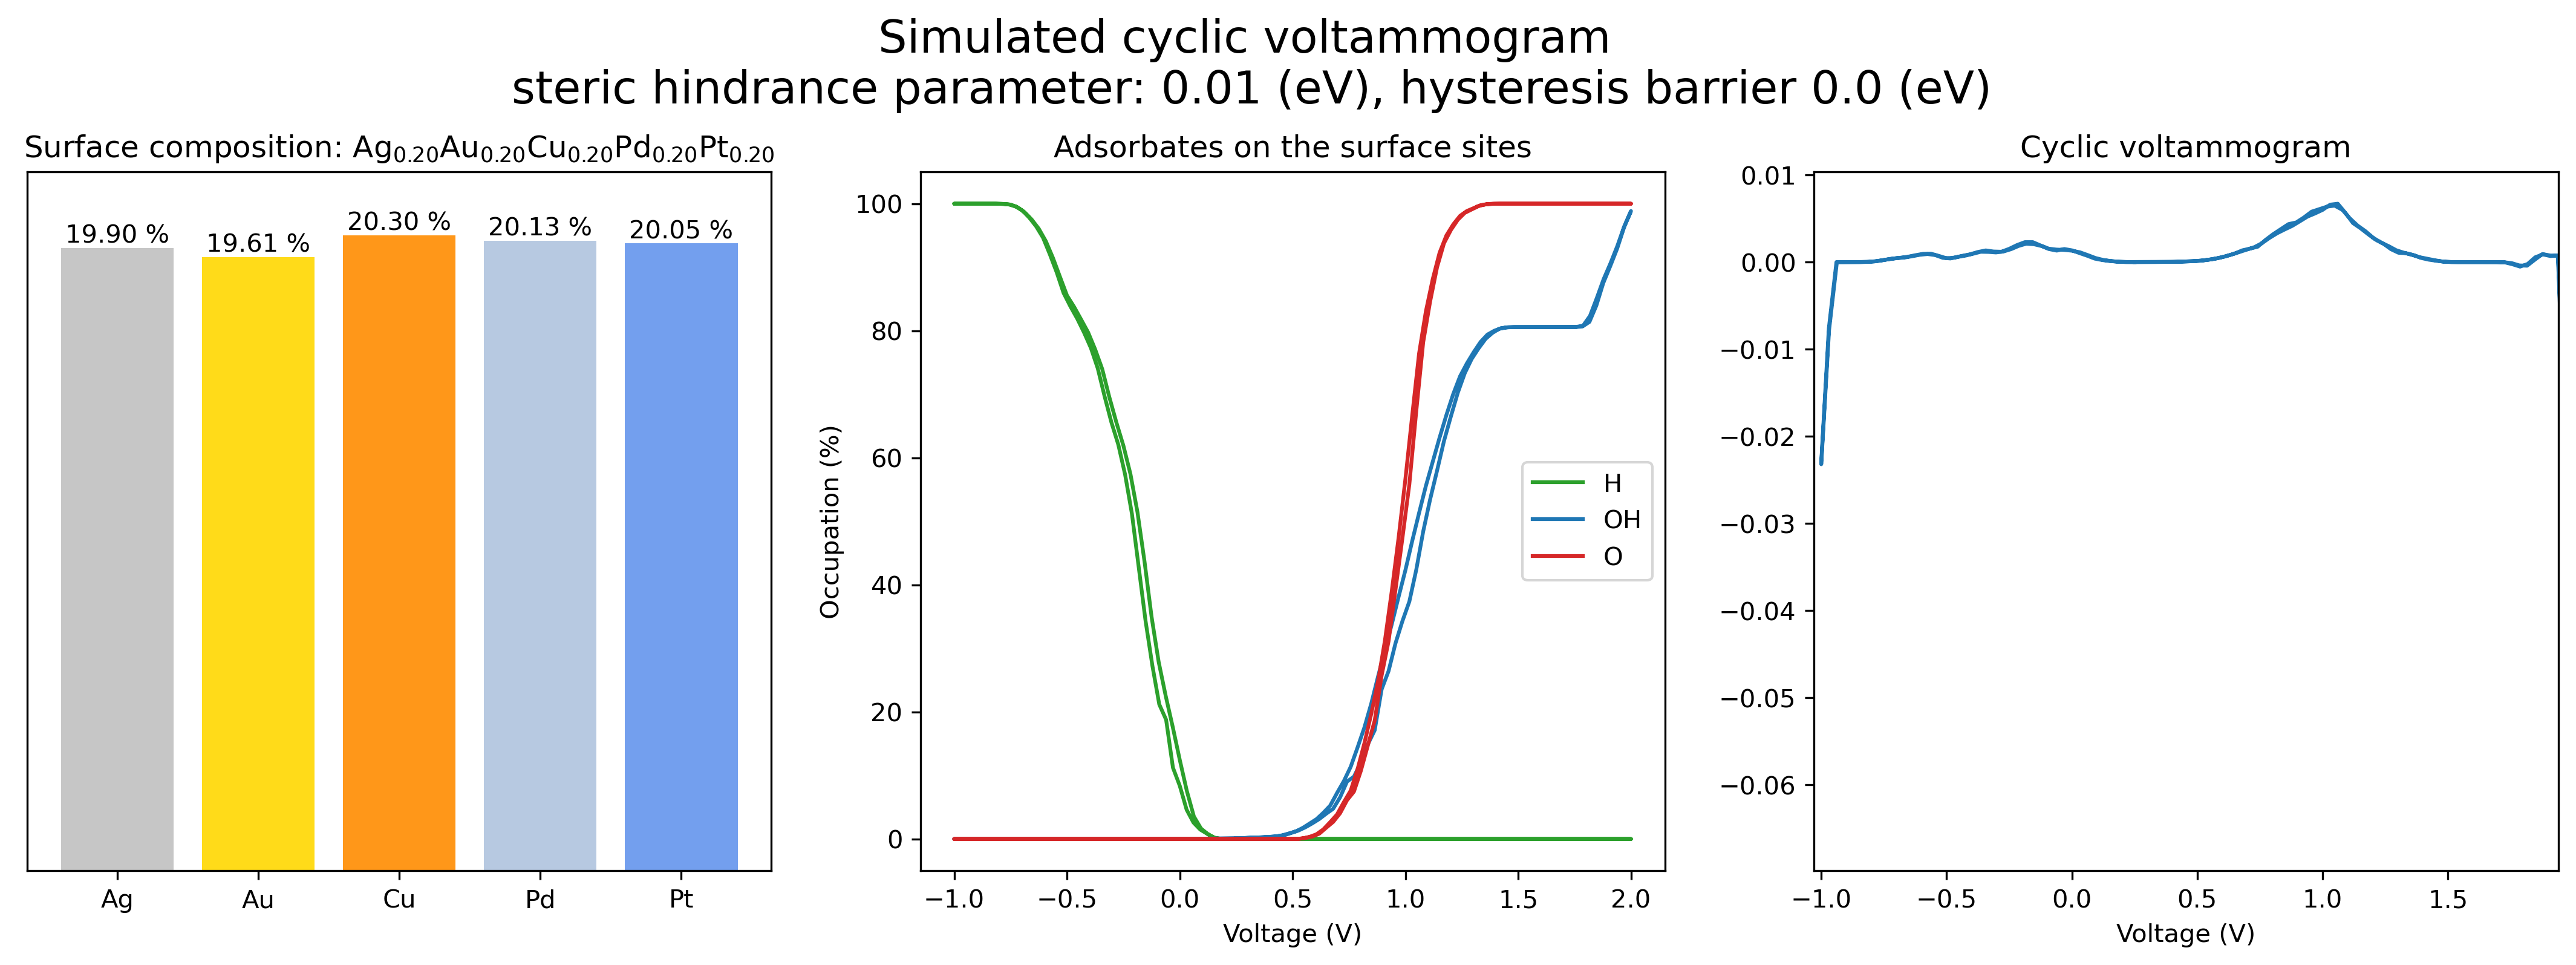 Simulated cyclic voltammogram
steric hindrance parameter: 0.01 (eV), hysteresis barrier 0.0 (eV)
Surface composition: Ag₀.₂₀Au₀.₂₀Cu₀.₂₀Pd₀.₂₀Pt₀.₂₀
19.90 %
19.61 %
20.30 %
20.13 %
20.05 %
Ag
Au
Cu
Pd
Pt
Adsorbates on the surface sites
Occupation (%)
100
80
60
40
20
0
H
OH
O
−1.0
−0.5
0.0
0.5
1.0
1.5
2.0
Voltage (V)
Cyclic voltammogram
0.01
0.00
−0.01
−0.02
−0.03
−0.04
−0.05
−0.06
−1.0
−0.5
0.0
0.5
1.0
1.5
Voltage (V)